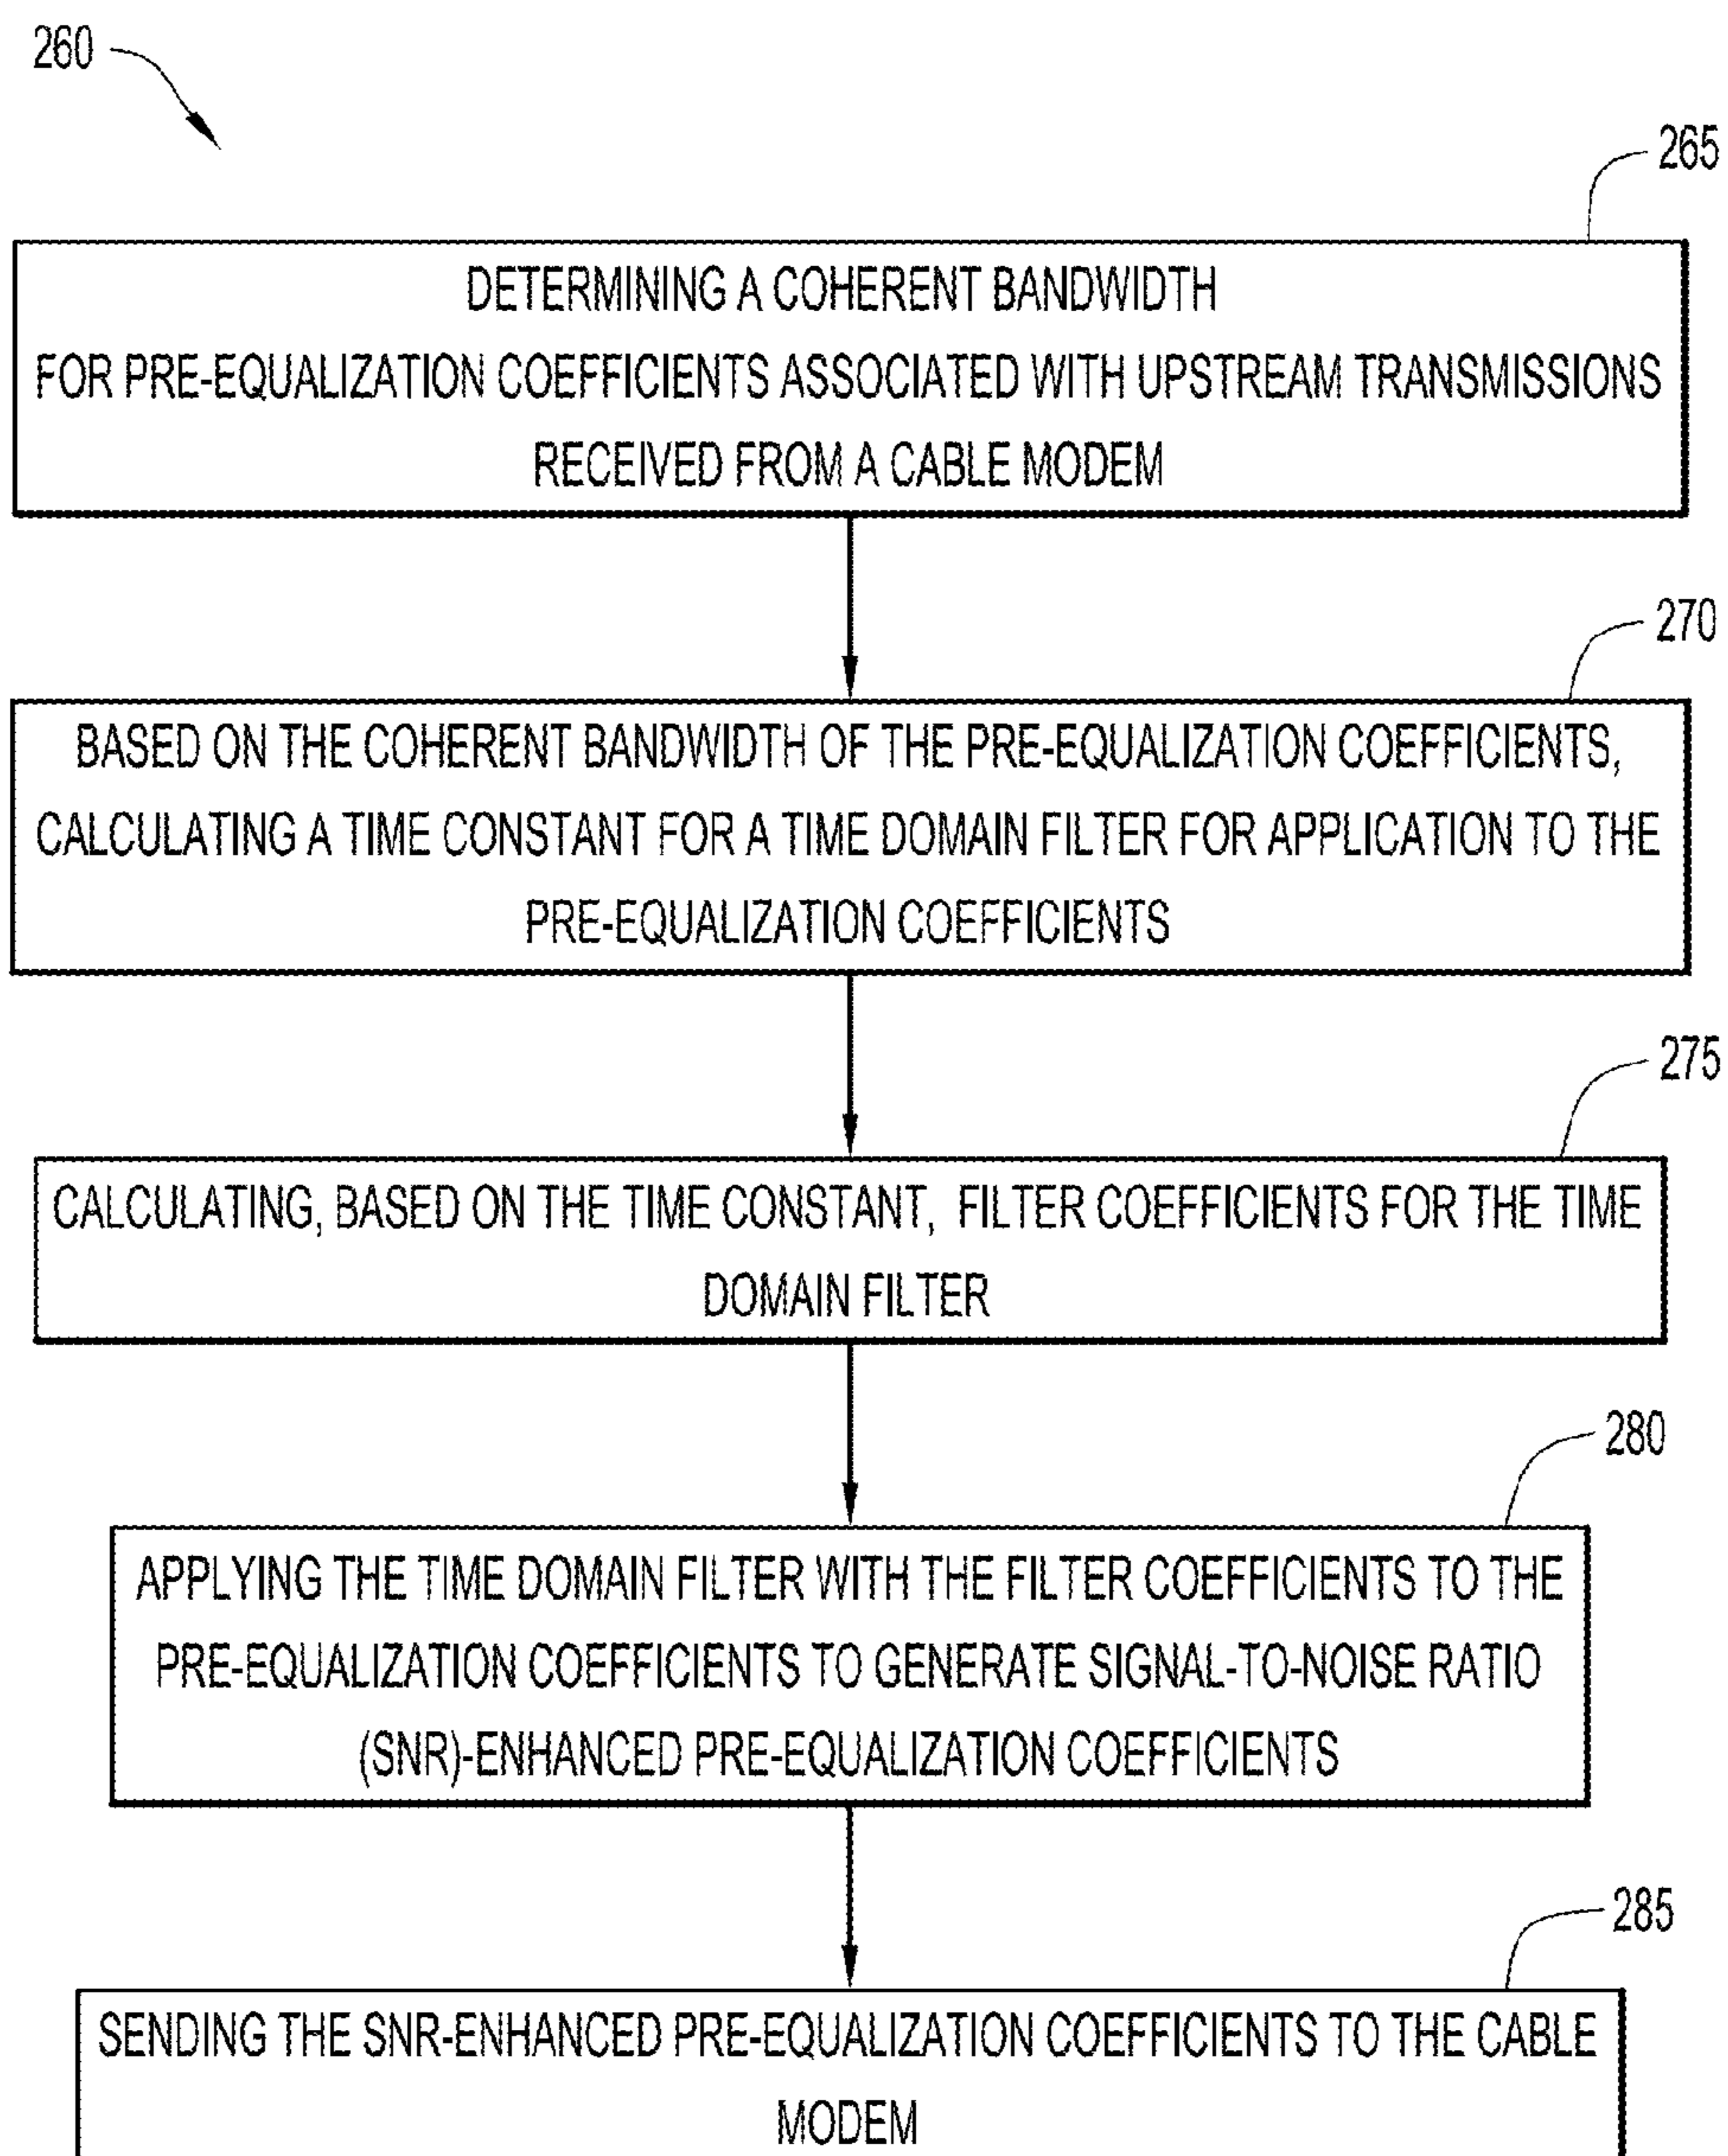 260
265
DETERMINING A COHERENT BANDWIDTH
FOR PRE-EQUALIZATION COEFFICIENTS ASSOCIATED WITH UPSTREAM TRANSMISSIONS
RECEIVED FROM A CABLE MODEM
270
BASED ON THE COHERENT BANDWIDTH OF THE PRE-EQUALIZATION COEFFICIENTS,
CALCULATING A TIME CONSTANT FOR A TIME DOMAIN FILTER FOR APPLICATION TO THE
PRE-EQUALIZATION COEFFICIENTS
275
CALCULATING, BASED ON THE TIME CONSTANT, FILTER COEFFICIENTS FOR THE TIME
DOMAIN FILTER
280
APPLYING THE TIME DOMAIN FILTER WITH THE FILTER COEFFICIENTS TO THE
PRE-EQUALIZATION COEFFICIENTS TO GENERATE SIGNAL-TO-NOISE RATIO
(SNR)-ENHANCED PRE-EQUALIZATION COEFFICIENTS
285
SENDING THE SNR-ENHANCED PRE-EQUALIZATION COEFFICIENTS TO THE CABLE
MODEM